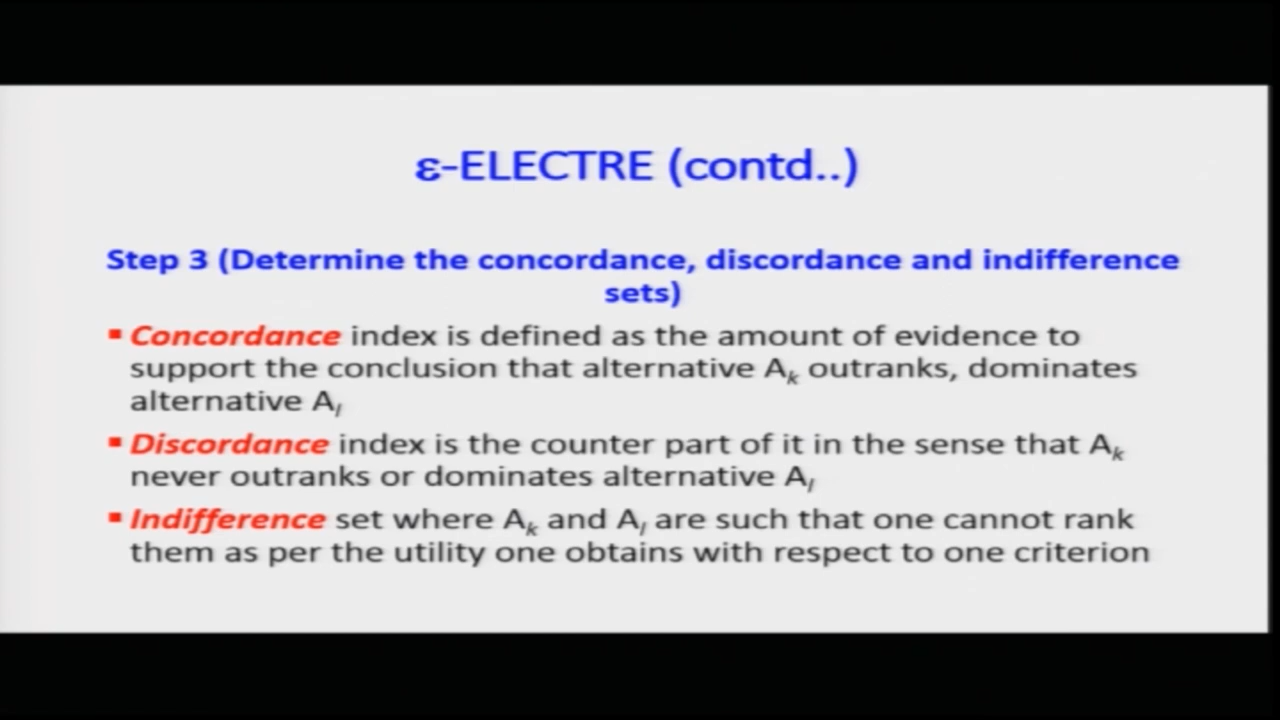 ε-ELECTRE (contd..)
Step 3 (Determine the concordance, discordance and indifference
sets)
▪ Concordance index is defined as the amount of evidence to
support the conclusion that alternative Aₖ outranks, dominates
alternative Aₗ
▪ Discordance index is the counter part of it in the sense that Aₖ
never outranks or dominates alternative Aₗ
▪ Indifference set where Aₖ and Aₗ are such that one cannot rank
them as per the utility one obtains with respect to one criterion